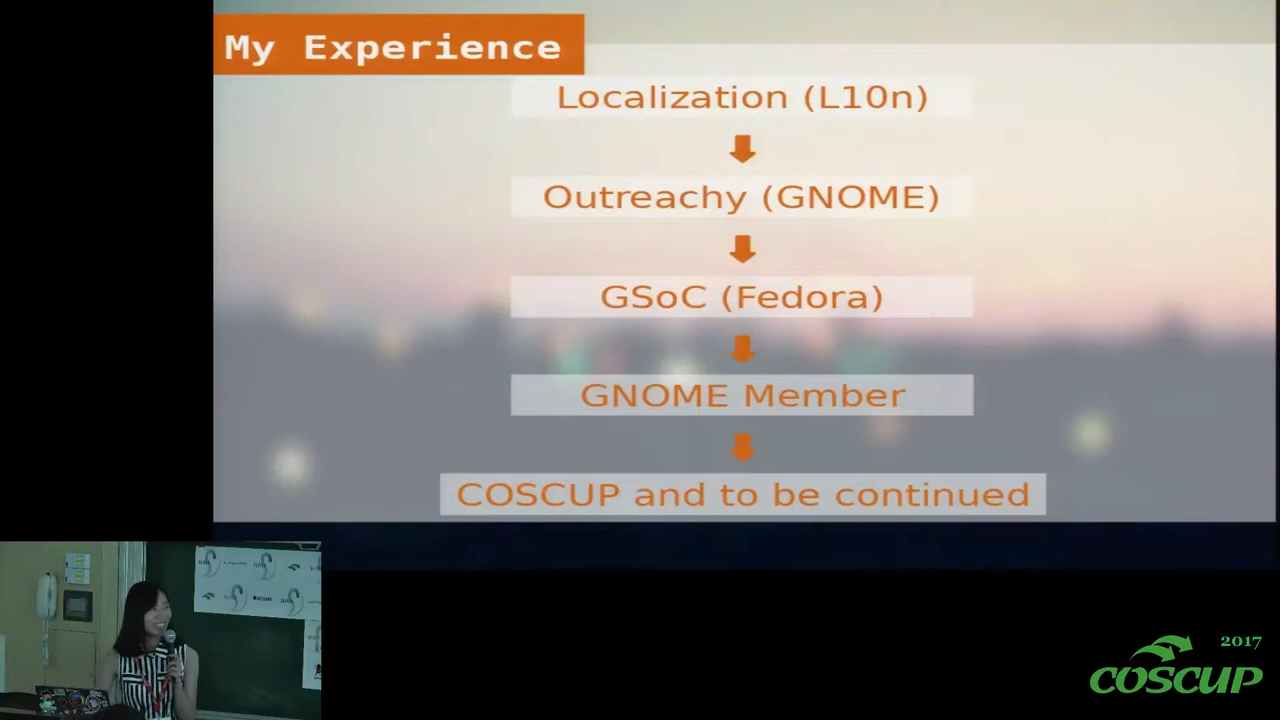 My Experience
Localization (L10n)
Outreachy (GNOME)
GSoC (Fedora)
GNOME Member
COSCUP and to be continued
2017
COSCUP